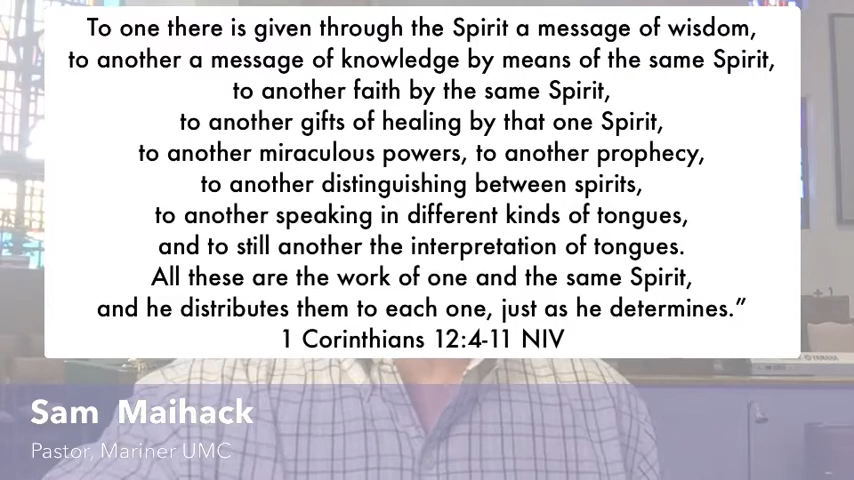 To one there is given through the Spirit a message of wisdom,
to another a message of knowledge by means of the same Spirit,
to another faith by the same Spirit,
to another gifts of healing by that one Spirit,
to another miraculous powers, to another prophecy,
to another distinguishing between spirits,
to another speaking in different kinds of tongues,
and to still another the interpretation of tongues.
All these are the work of one and the same Spirit,
and he distributes them to each one, just as he determines.”
1 Corinthians 12:4-11 NIV
YAMAHA
Sam Maihack
Pastor, Mariner UMC